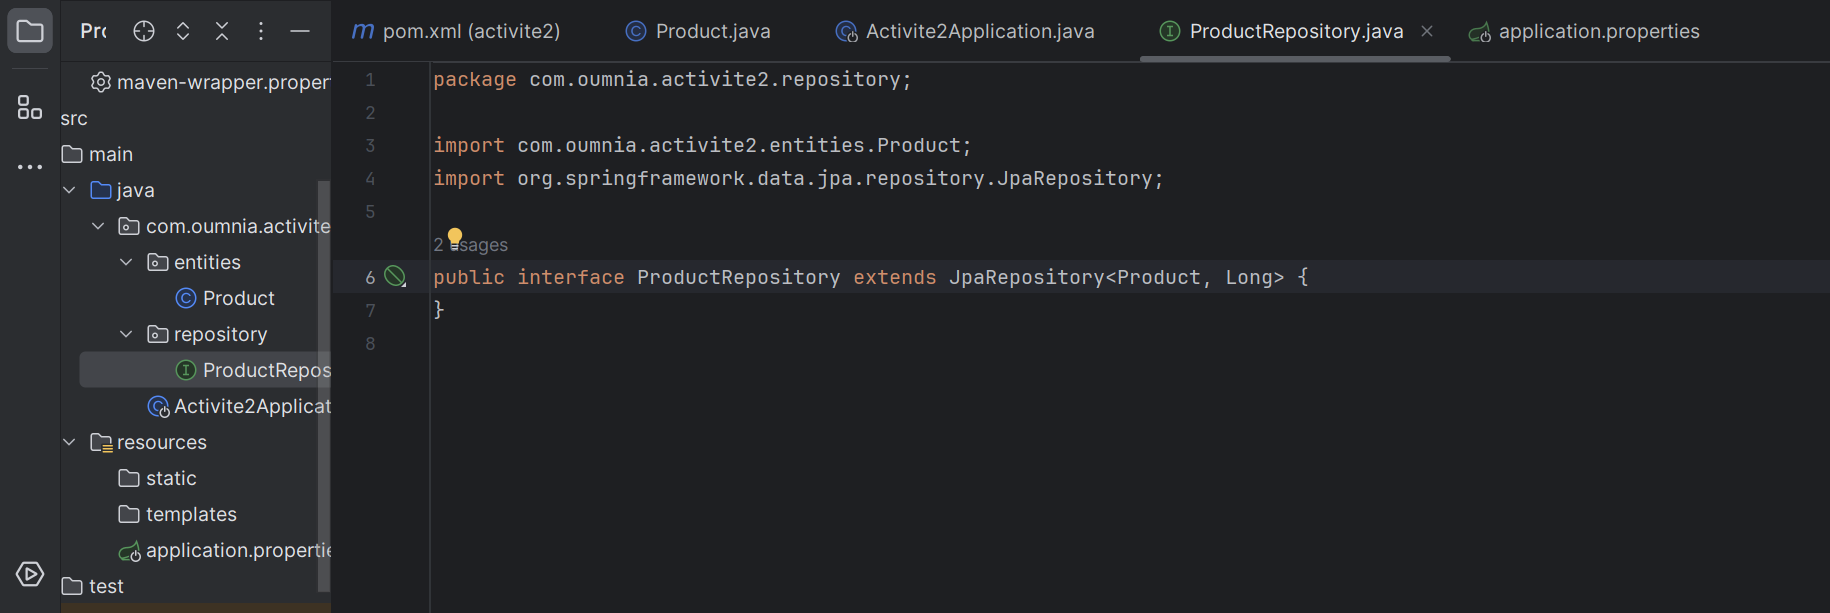 Pro
pom.xml (activite2)
Product.java
Activite2Application.java
ProductRepository.java
application.properties
maven-wrapper.proper
src
main
java
com.oumnia.activite
entities
Product
repository
ProductRepos
Activite2Applicat
resources
static
templates
application.properti
test
1 package com.oumnia.activite2.repository;
2
3 import com.oumnia.activite2.entities.Product;
4 import org.springframework.data.jpa.repository.JpaRepository;
5
2 usages
6 public interface ProductRepository extends JpaRepository<Product, Long> {
7 }
8